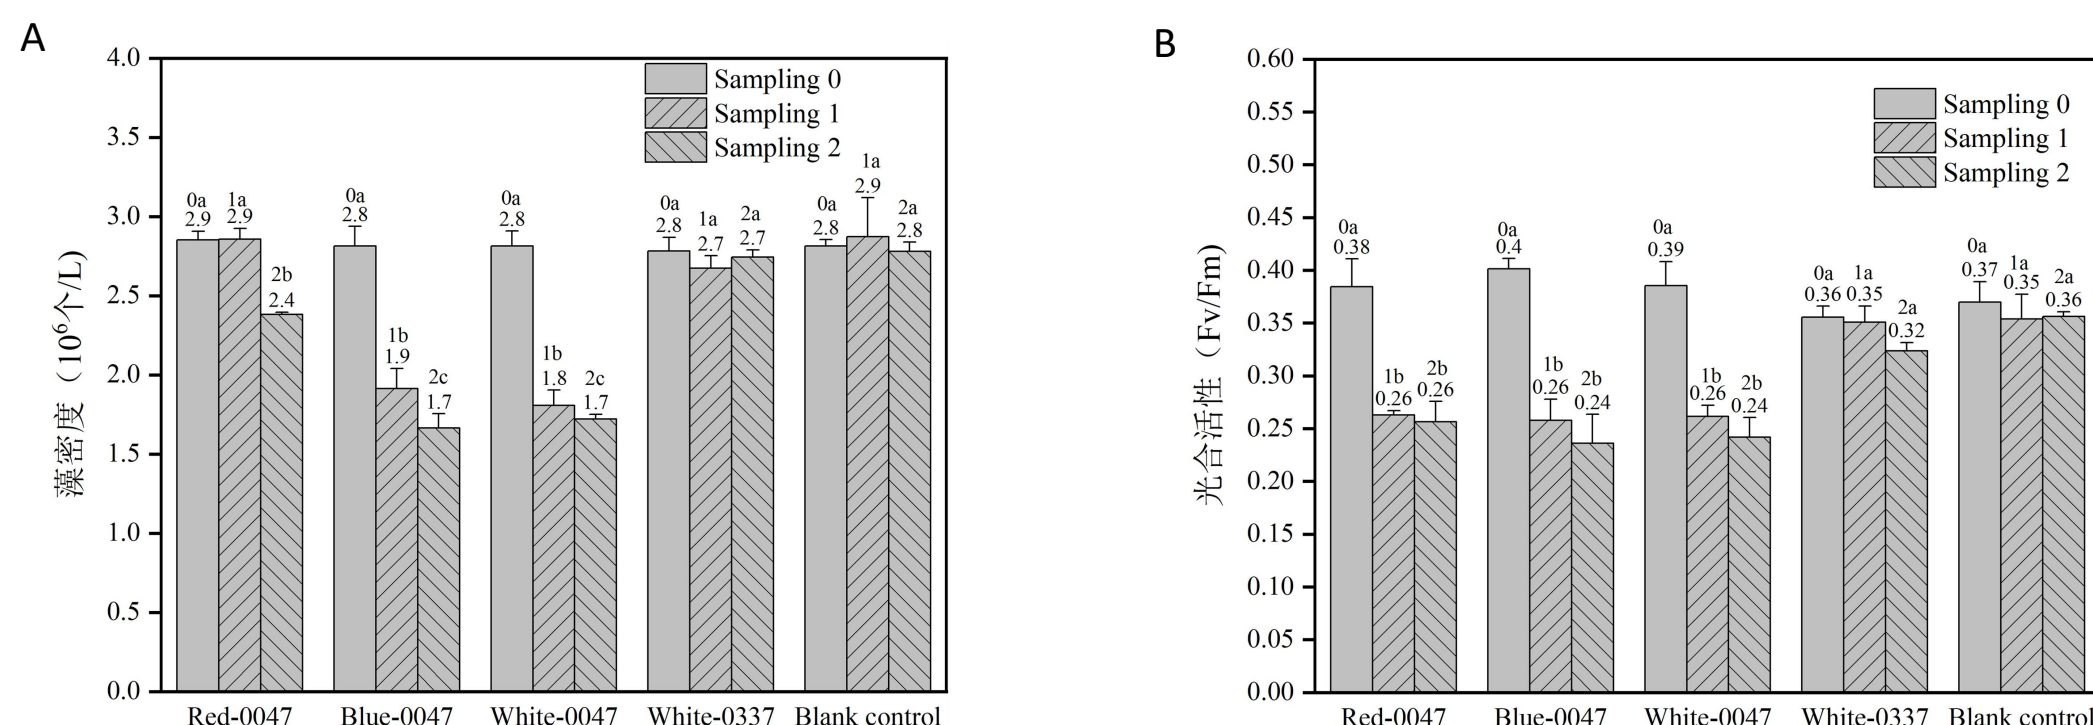 A
藻密度（10⁶个/L）
4.0
3.5
3.0
2.5
2.0
1.5
1.0
0.5
0.0
Sampling 0
Sampling 1
Sampling 2
0a
2.9
1a
2.9
2b
2.4
0a
2.8
1b
1.9
2c
1.7
0a
2.8
1b
1.8
2c
1.7
0a
2.8
1a
2.7
2a
2.7
0a
2.8
1a
2.9
2a
2.8
Red-0047 Blue-0047 White-0047 White-0337 Blank control
B
光合活性（Fv/Fm）
0.60
0.55
0.50
0.45
0.40
0.35
0.30
0.25
0.20
0.15
0.10
0.05
0.00
Sampling 0
Sampling 1
Sampling 2
0a
0.38
1b
0.26
2b
0.26
0a
0.4
1b
0.26
2b
0.24
0a
0.39
1b
0.26
2b
0.24
0a
0.36
1a
0.35
2a
0.32
0a
0.37
1a
0.35
2a
0.36
Red-0047 Blue-0047 White-0047 White-0337 Blank control